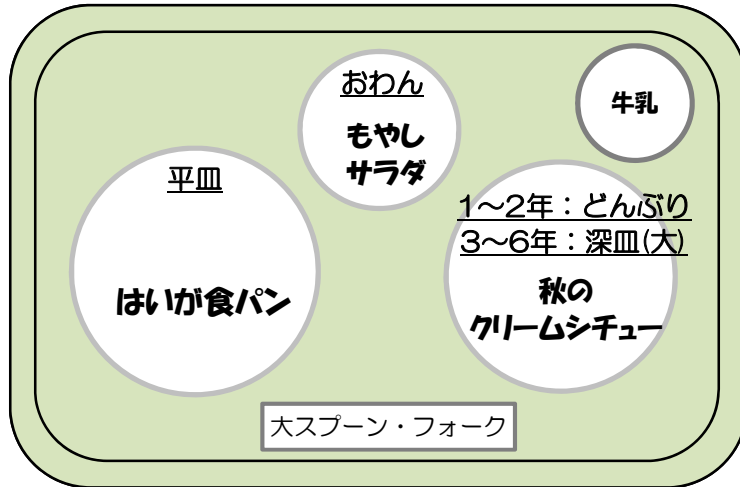 おわん
もやし
サラダ
牛乳
平皿
はいが食パン
1～2年：どんぶり
3～6年：深皿(大)
秋の
クリームシチュー
大スプーン・フォーク